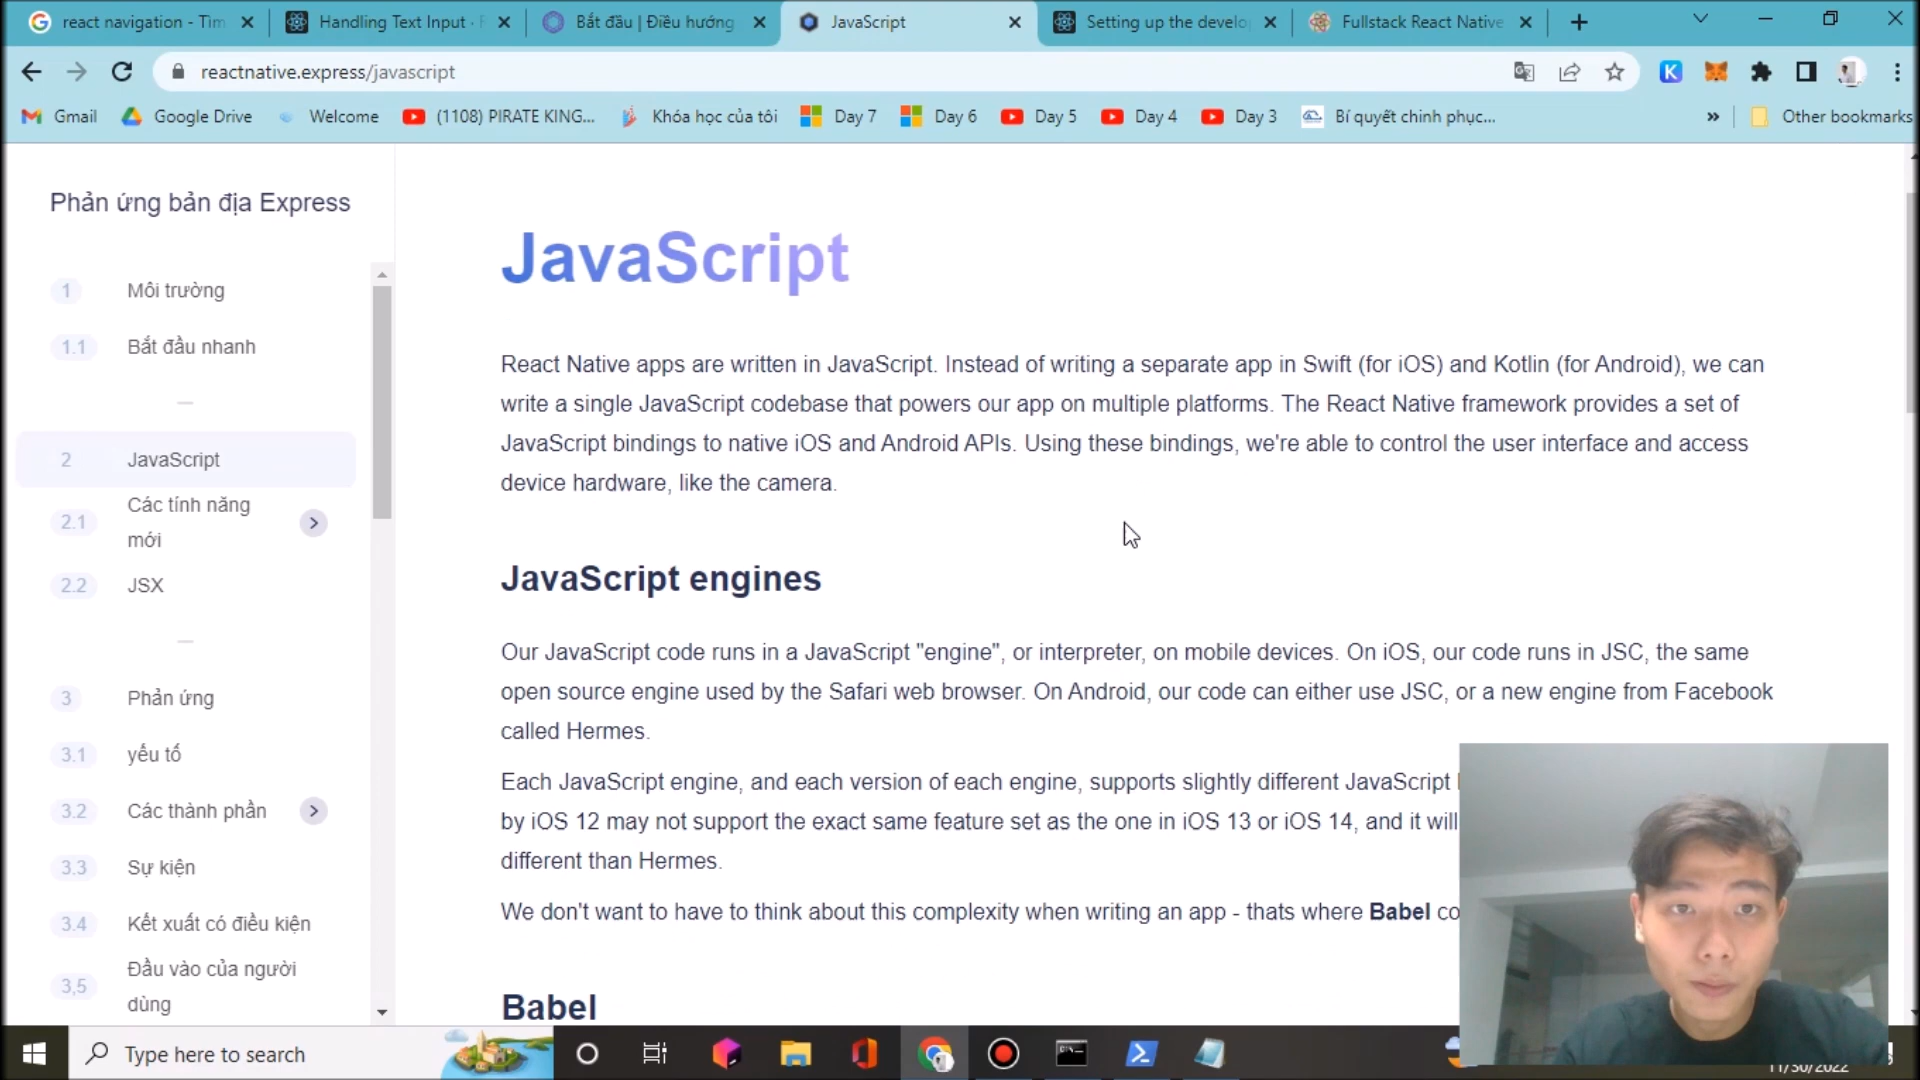 react navigation - Tìm
Handling Text Input ·
Bắt đầu | Điều hướng
JavaScript
Setting up the develo
Fullstack React Native
reactnative.express/javascript
Gmail
Google Drive
Welcome
(1108) PIRATE KING...
Khóa học của tôi
Day 7
Day 6
Day 5
Day 4
Day 3
Bí quyết chinh phục...
»
Other bookmarks
Phản ứng bản địa Express
1 Môi trường
1.1 Bắt đầu nhanh
2 JavaScript
2.1 Các tính năng
mới
2.2 JSX
3 Phản ứng
3.1 yếu tố
3.2 Các thành phần
3.3 Sự kiện
3.4 Kết xuất có điều kiện
3,5 Đầu vào của người
dùng
JavaScript
React Native apps are written in JavaScript. Instead of writing a separate app in Swift (for iOS) and Kotlin (for Android), we can
write a single JavaScript codebase that powers our app on multiple platforms. The React Native framework provides a set of
JavaScript bindings to native iOS and Android APIs. Using these bindings, we're able to control the user interface and access
device hardware, like the camera.
JavaScript engines
Our JavaScript code runs in a JavaScript "engine", or interpreter, on mobile devices. On iOS, our code runs in JSC, the same
open source engine used by the Safari web browser. On Android, our code can either use JSC, or a new engine from Facebook
called Hermes.
Each JavaScript engine, and each version of each engine, supports slightly different JavaScript
by iOS 12 may not support the exact same feature set as the one in iOS 13 or iOS 14, and it will
different than Hermes.
We don't want to have to think about this complexity when writing an app - thats where Babel co
Babel
Type here to search
11/30/2022